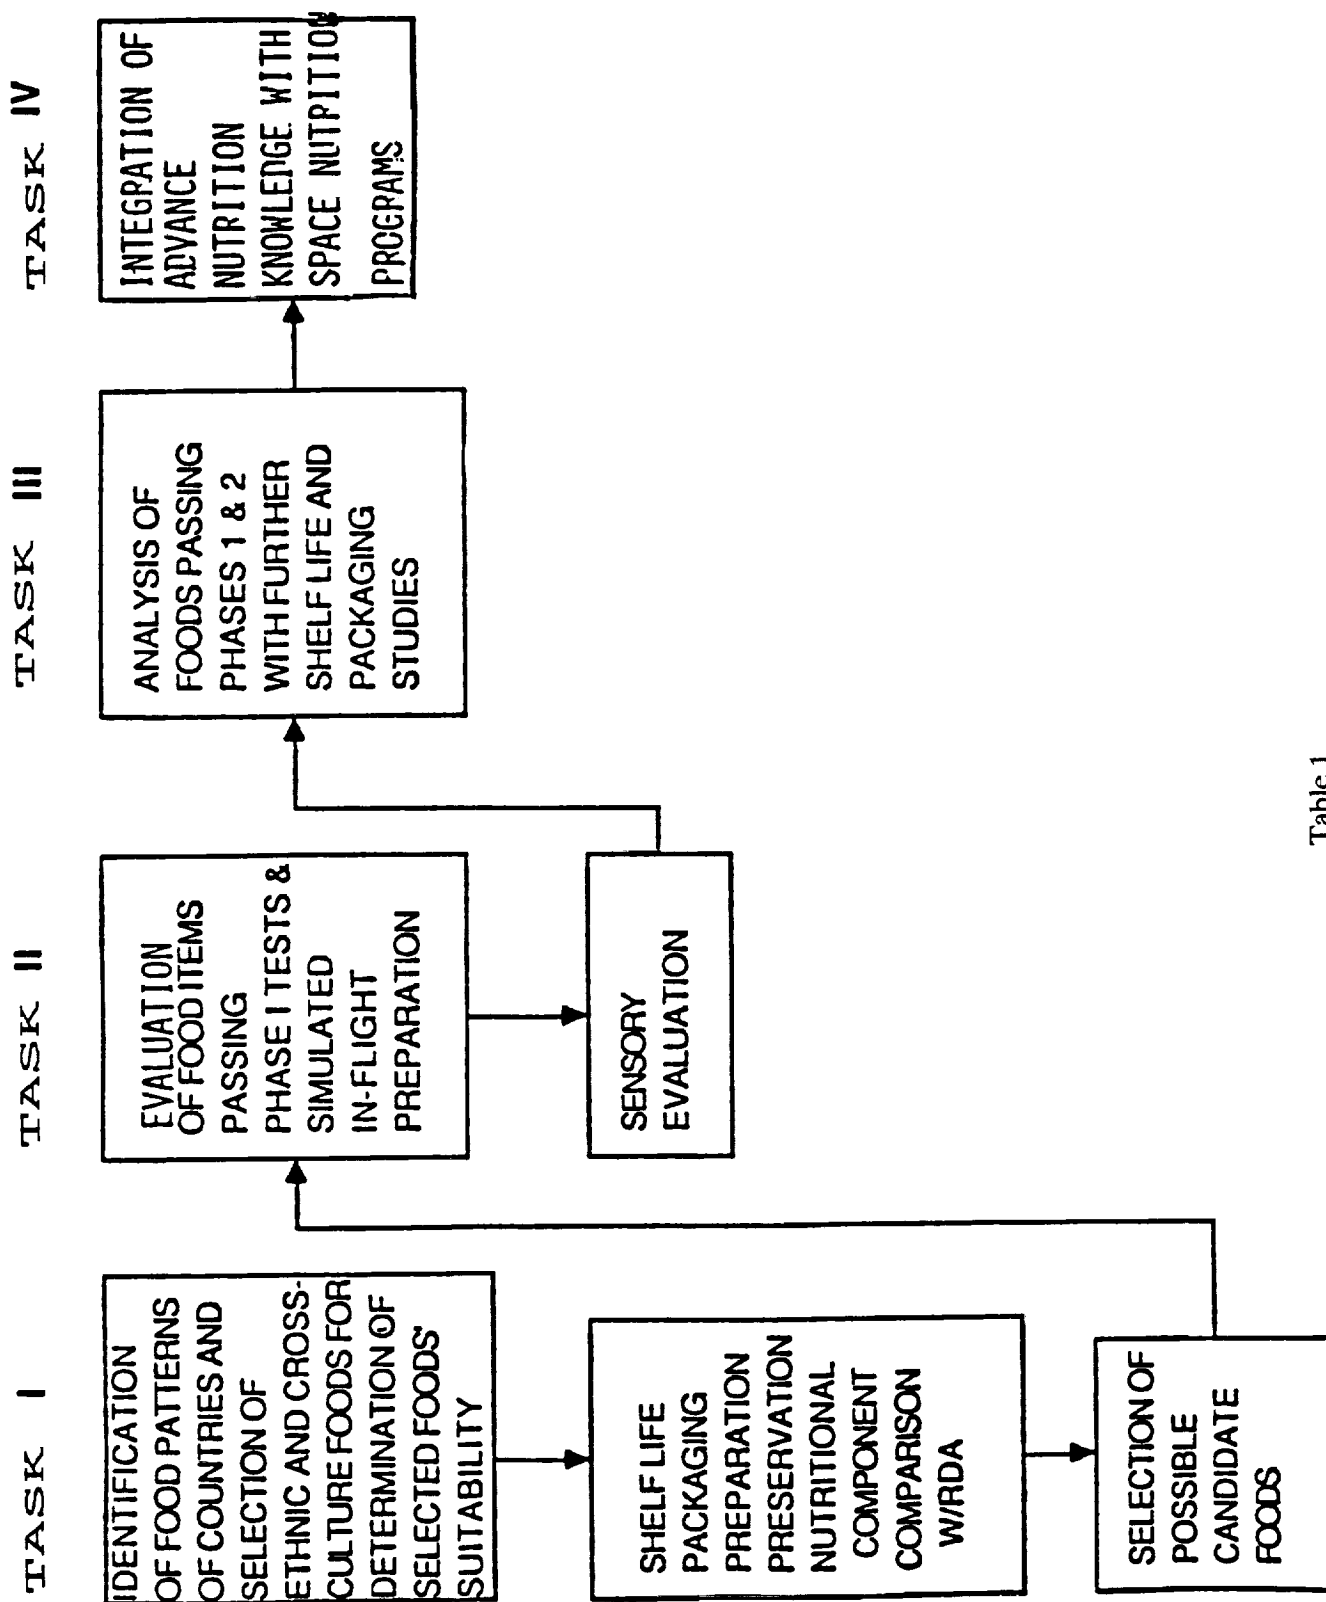 TASK I
IDENTIFICATION
OF FOOD PATTERNS
OF COUNTRIES AND
SELECTION OF
ETHNIC AND CROSS-
CULTURE FOODS FOR
DETERMINATION OF
SELECTED FOODS'
SUITABILITY
SHELF LIFE
PACKAGING
PREPARATION
PRESERVATION
NUTRITIONAL
COMPONENT
COMPARISON
W/RDA
SELECTION OF
POSSIBLE
CANDIDATE
FOODS
TASK II
EVALUATION
OF FOOD ITEMS
PASSING
PHASE I TESTS &
SIMULATED
IN-FLIGHT
PREPARATION
SENSORY
EVALUATION
TASK III
ANALYSIS OF
FOODS PASSING
PHASES 1 & 2
WITH FURTHER
SHELF LIFE AND
PACKAGING
STUDIES
TASK IV
INTEGRATION OF
ADVANCE
NUTRITION
KNOWLEDGE WITH
SPACE NUTRITION
PROGRAMS
Table 1